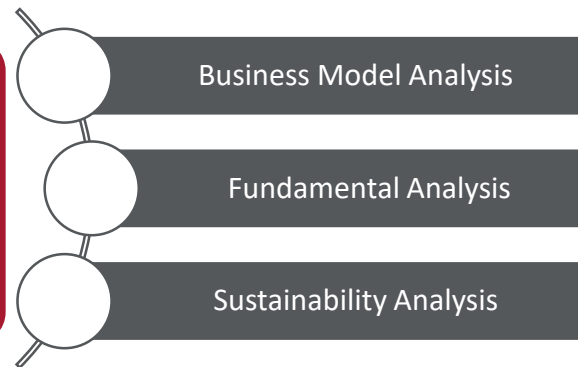 Business Model Analysis
Fundamental Analysis
Sustainability Analysis